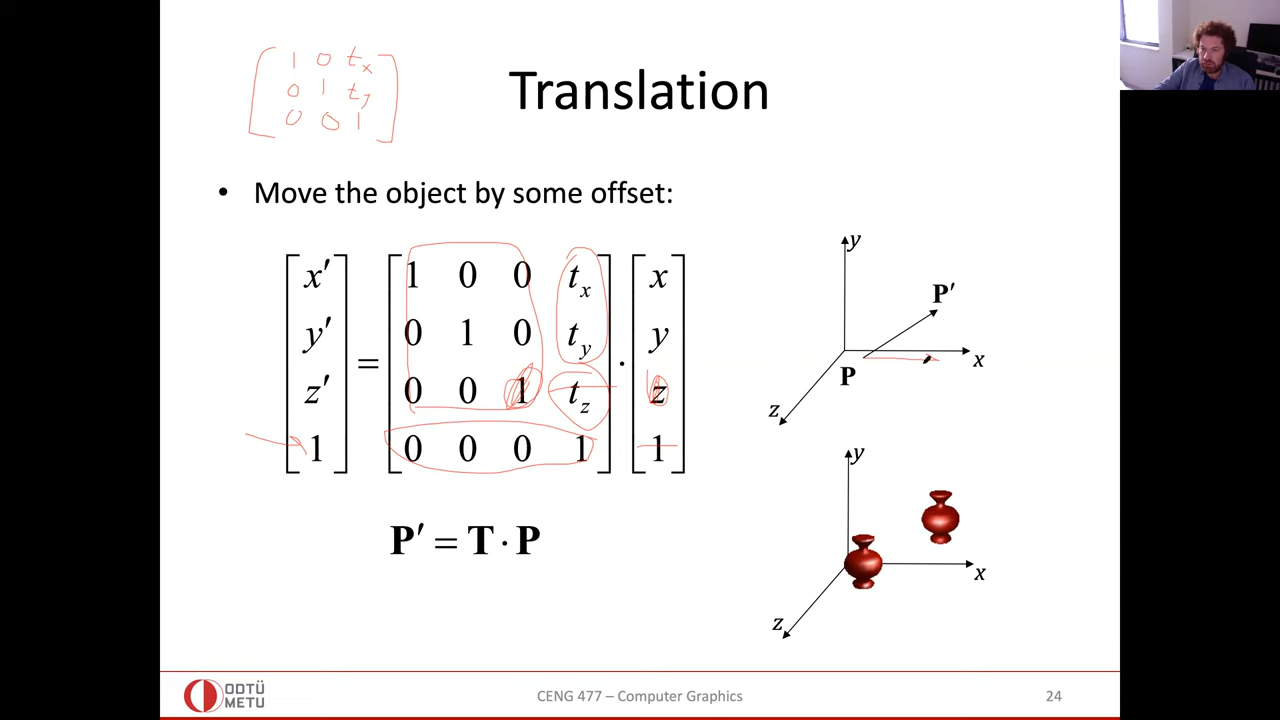 1 0 tx
0 1 ty
0 0 1
Translation
• Move the object by some offset:
x′ 1 0 0 tx x
y′ 0 1 0 ty y
z′ = 0 0 1 tz · z
1 0 0 0 1 1
P′ = T · P
y
P′
x
P
z
y
x
z
ODTÜ
METU
CENG 477 – Computer Graphics
24